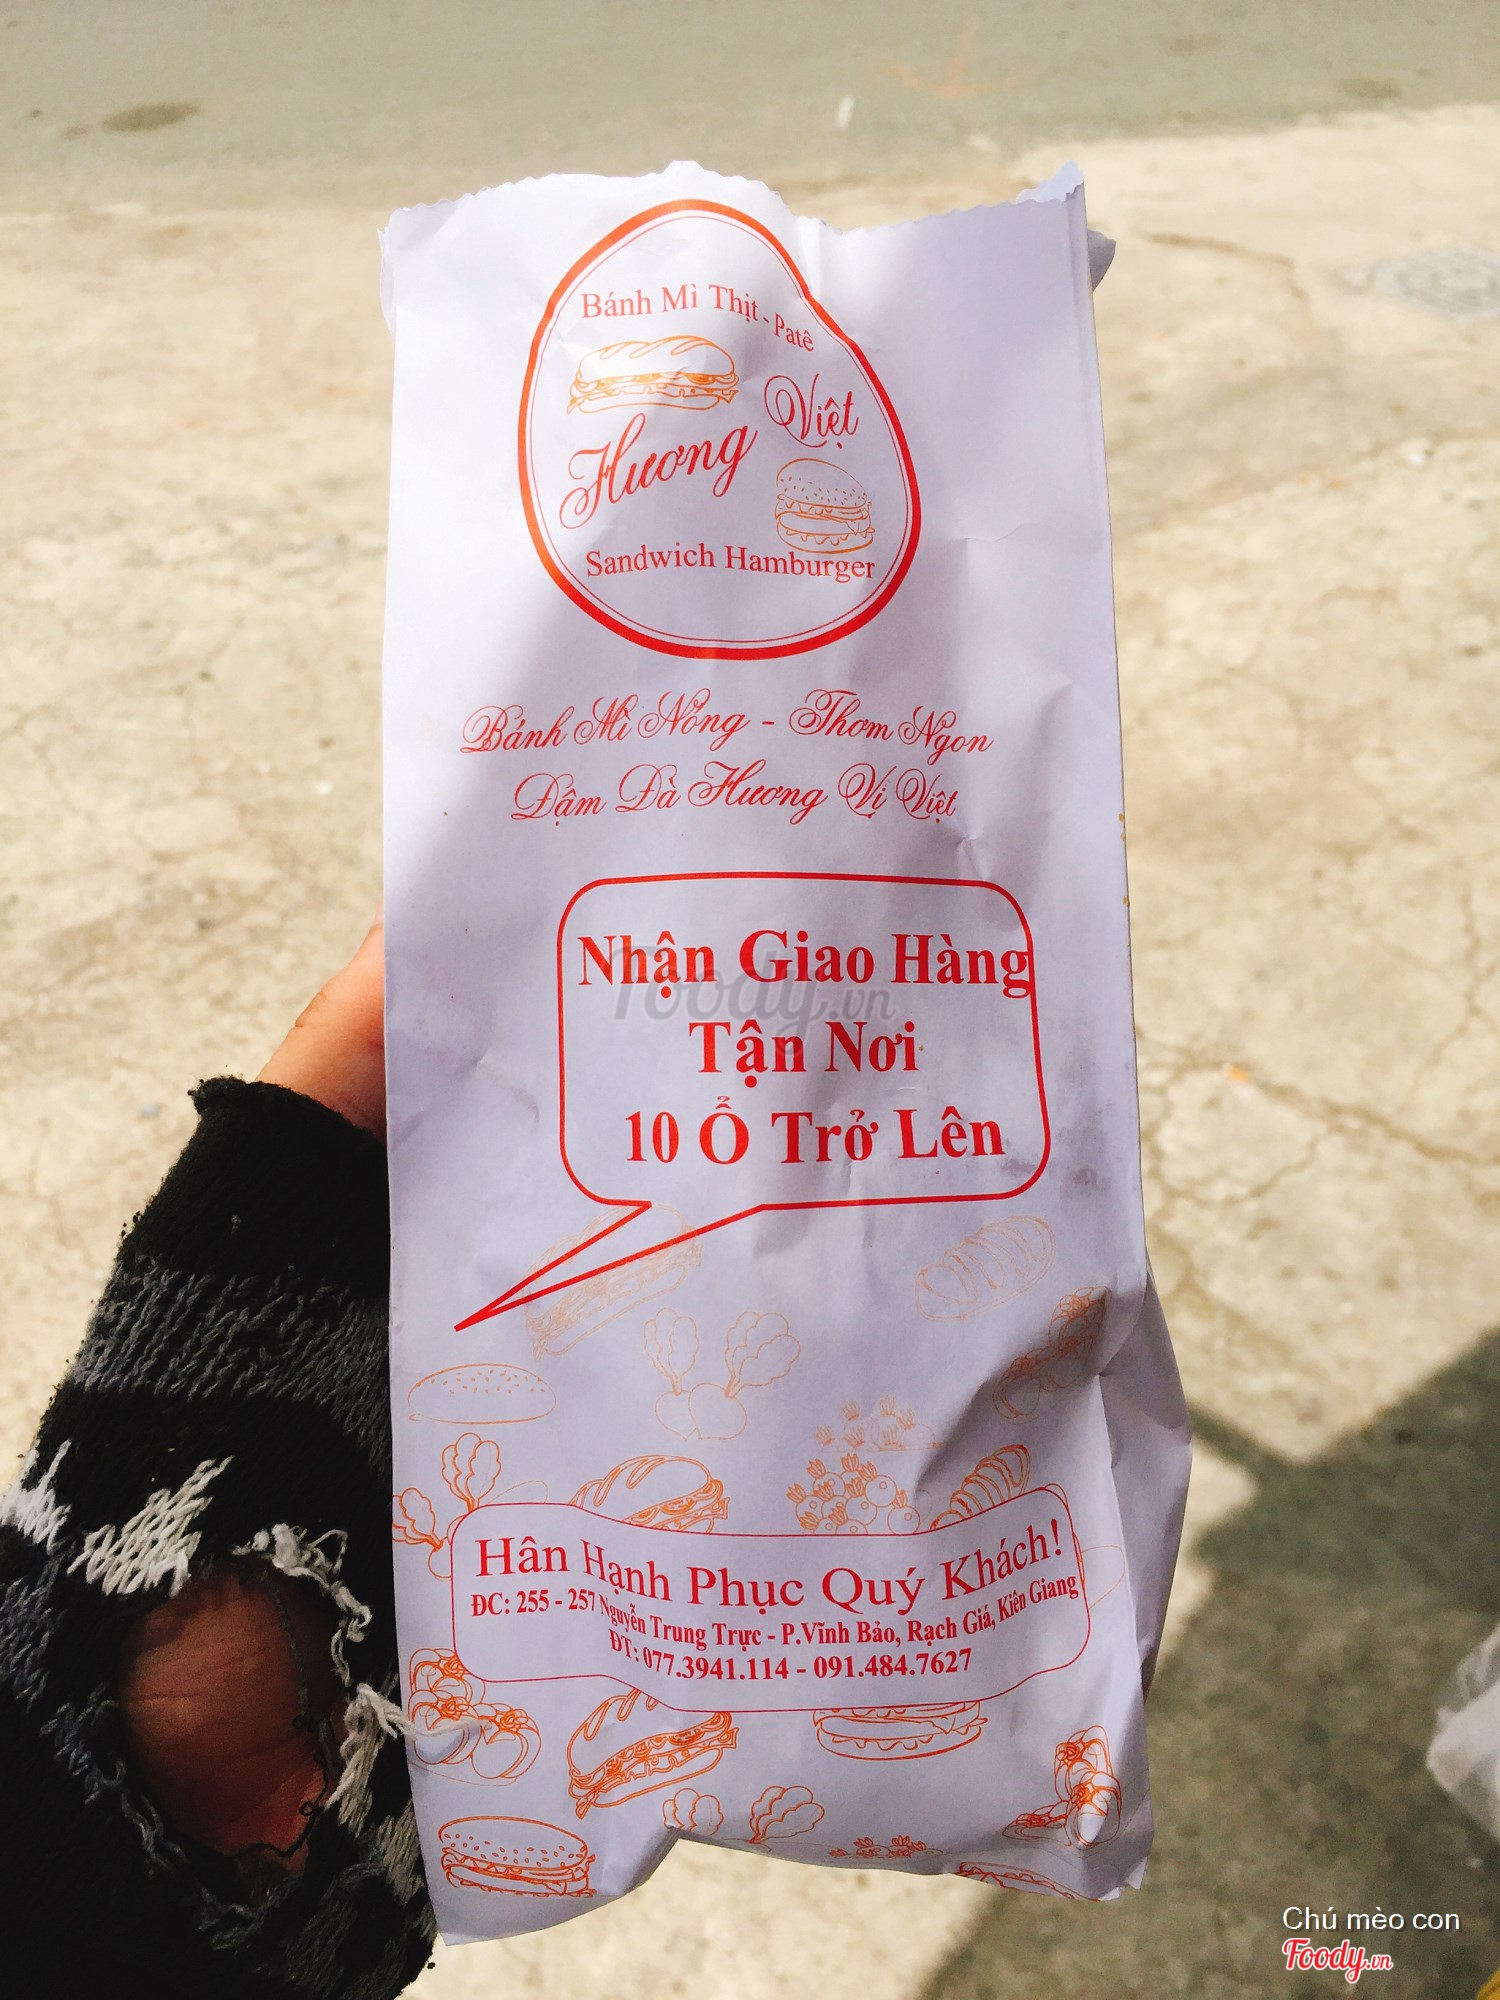 Bánh Mì Thịt - Patê
Hương Việt
Sandwich Hamburger
Bánh Mì Nóng - Thơm Ngon
Đậm Đà Hương Vị Việt
Nhận Giao Hàng
Tận Nơi
10 Ổ Trở Lên
Foody.vn
Hân Hạnh Phục Quý Khách!
ĐC: 255 - 257 Nguyễn Trung Trực - P.Vĩnh Bảo, Rạch Giá, Kiên Giang
ĐT: 077.3941.114 - 091.484.7627
Chú mèo con
Foody.vn